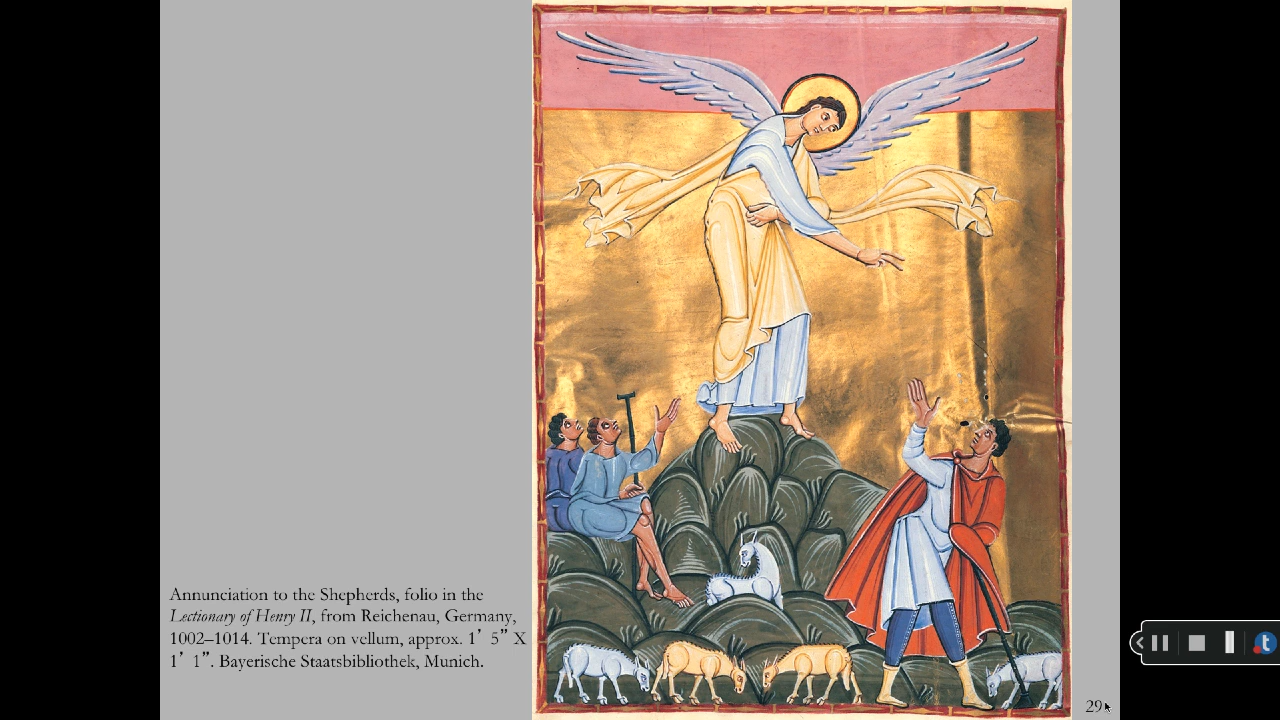 Annunciation to the Shepherds, folio in the
Lectionary of Henry II, from Reichenau, Germany,
1002–1014. Tempera on vellum, approx. 1’ 5” X
1’ 1”. Bayerische Staatsbibliothek, Munich.
29
t